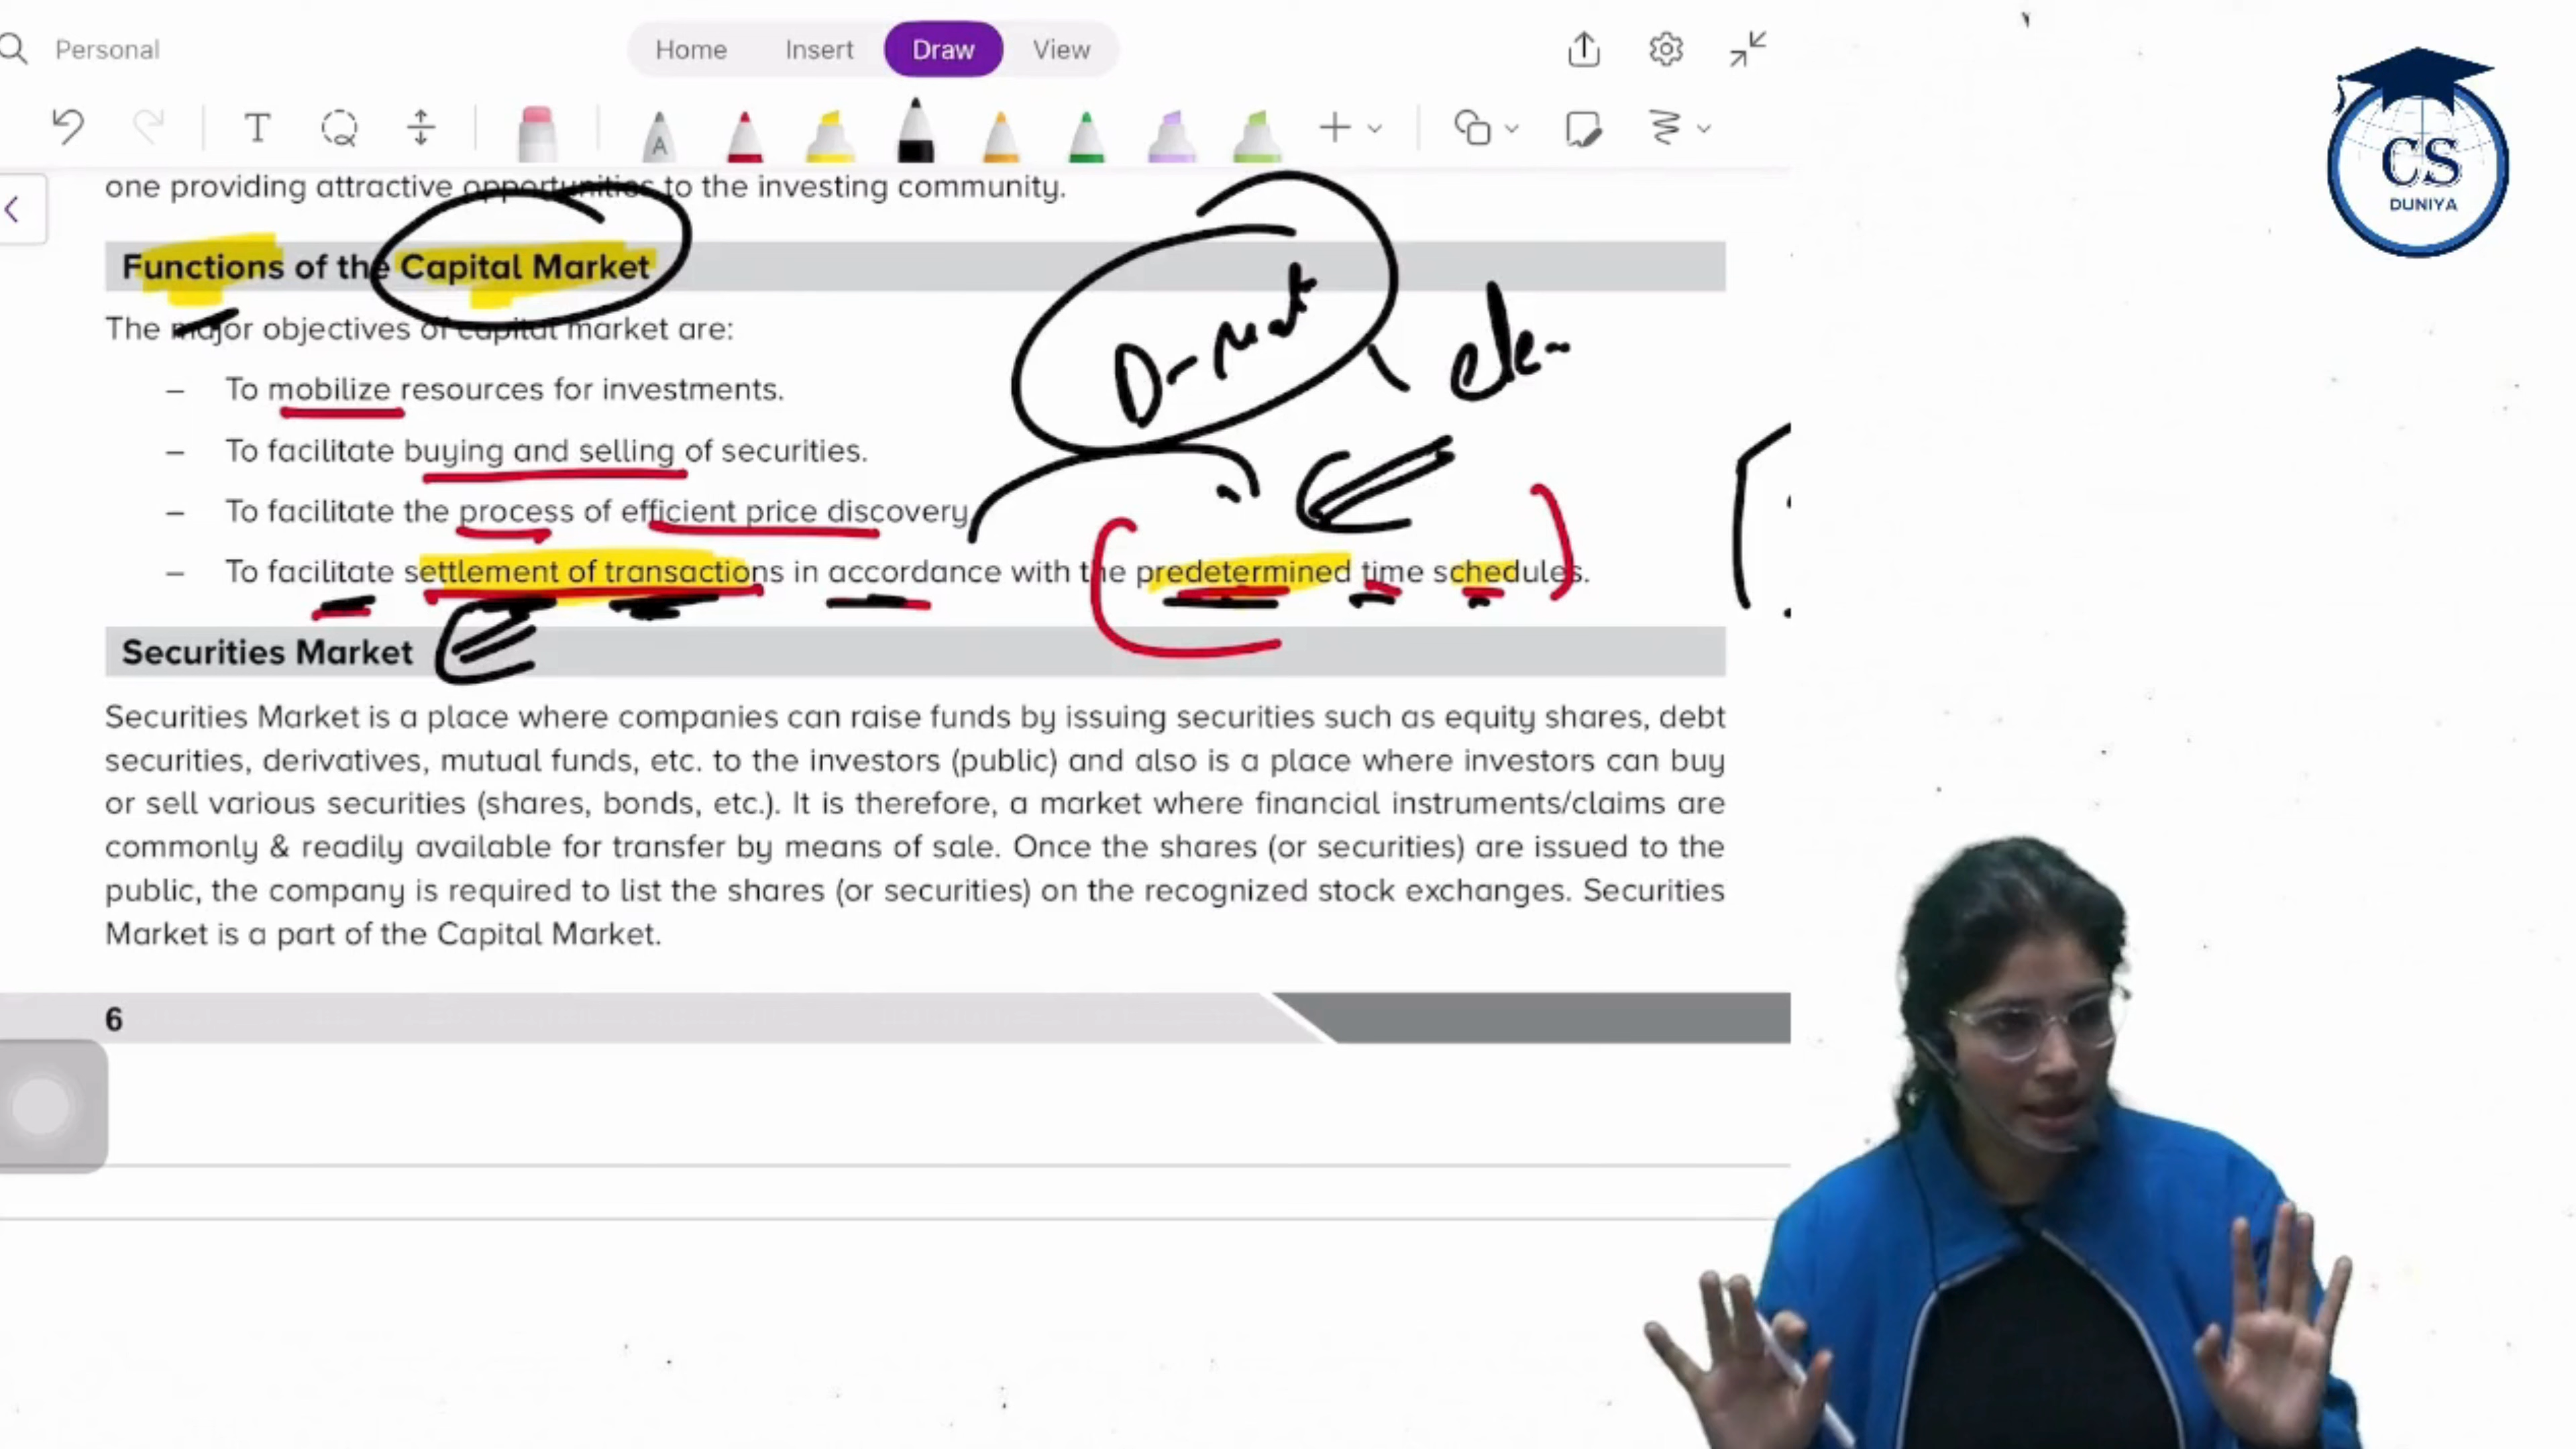 Personal
Home Insert Draw View
T
A
CS
DUNIYA
one providing attractive opportunities to the investing community.
Functions of the Capital Market
The major objectives of capital market are:
– To mobilize resources for investments.
– To facilitate buying and selling of securities.
– To facilitate the process of efficient price discovery
– To facilitate settlement of transactions in accordance with the predetermined time schedules.
D-mat
ele-
Securities Market
Securities Market is a place where companies can raise funds by issuing securities such as equity shares, debt
securities, derivatives, mutual funds, etc. to the investors (public) and also is a place where investors can buy
or sell various securities (shares, bonds, etc.). It is therefore, a market where financial instruments/claims are
commonly & readily available for transfer by means of sale. Once the shares (or securities) are issued to the
public, the company is required to list the shares (or securities) on the recognized stock exchanges. Securities
Market is a part of the Capital Market.
6